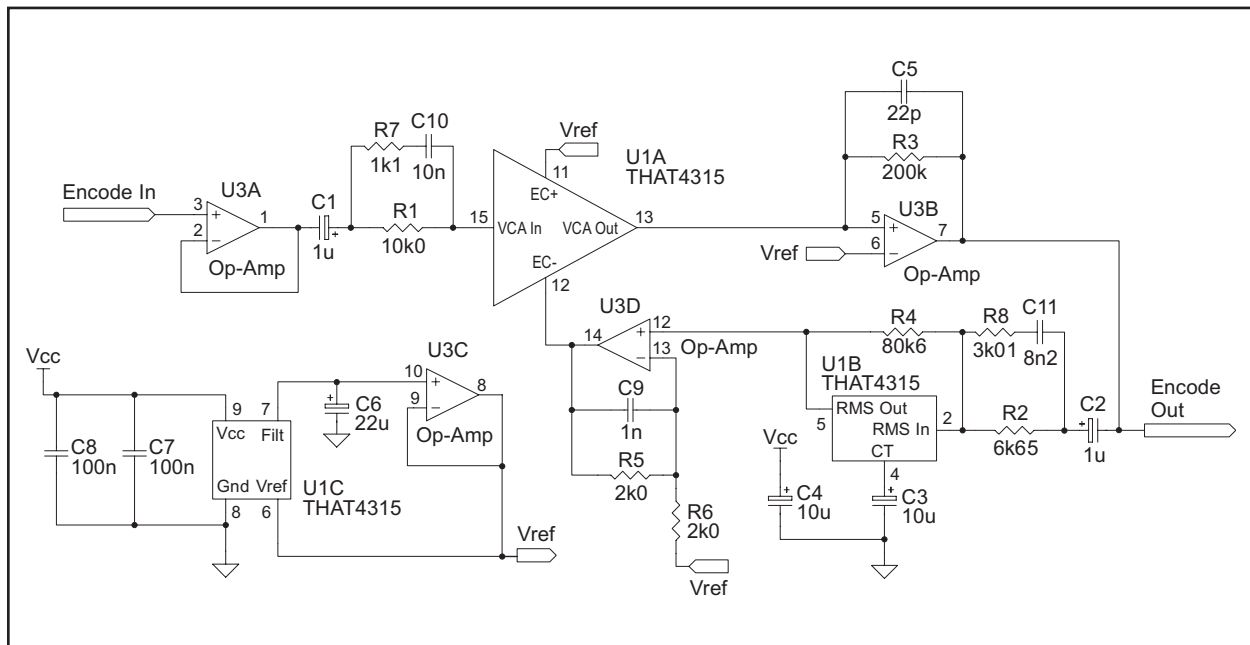 C5
22p
R3
200k
R7
1k1
C10
10n
Vref
11
U1A
THAT4315
EC+
Encode In
U3A
3
+
2
−
1
Op-Amp
C1
+
1u
R1
10k0
15
VCA In
VCA Out
13
EC-
12
5
+
6
−
U3B
7
Vref
Op-Amp
U3D
14
+
12
−
13
Op-Amp
R4
80k6
R8
3k01
C11
8n2
U1B
THAT4315
RMS Out
5
RMS In
2
CT
4
R2
6k65
C2
+
1u
Encode
Out
C9
1n
R5
2k0
R6
2k0
Vref
Vcc
+
C4
10u
+
C3
10u
Vcc
C8
100n
C7
100n
9
7
Vcc
Filt
Gnd
Vref
8
6
U1C
THAT4315
+
C6
22u
U3C
10
+
9
−
8
Op-Amp
Vref